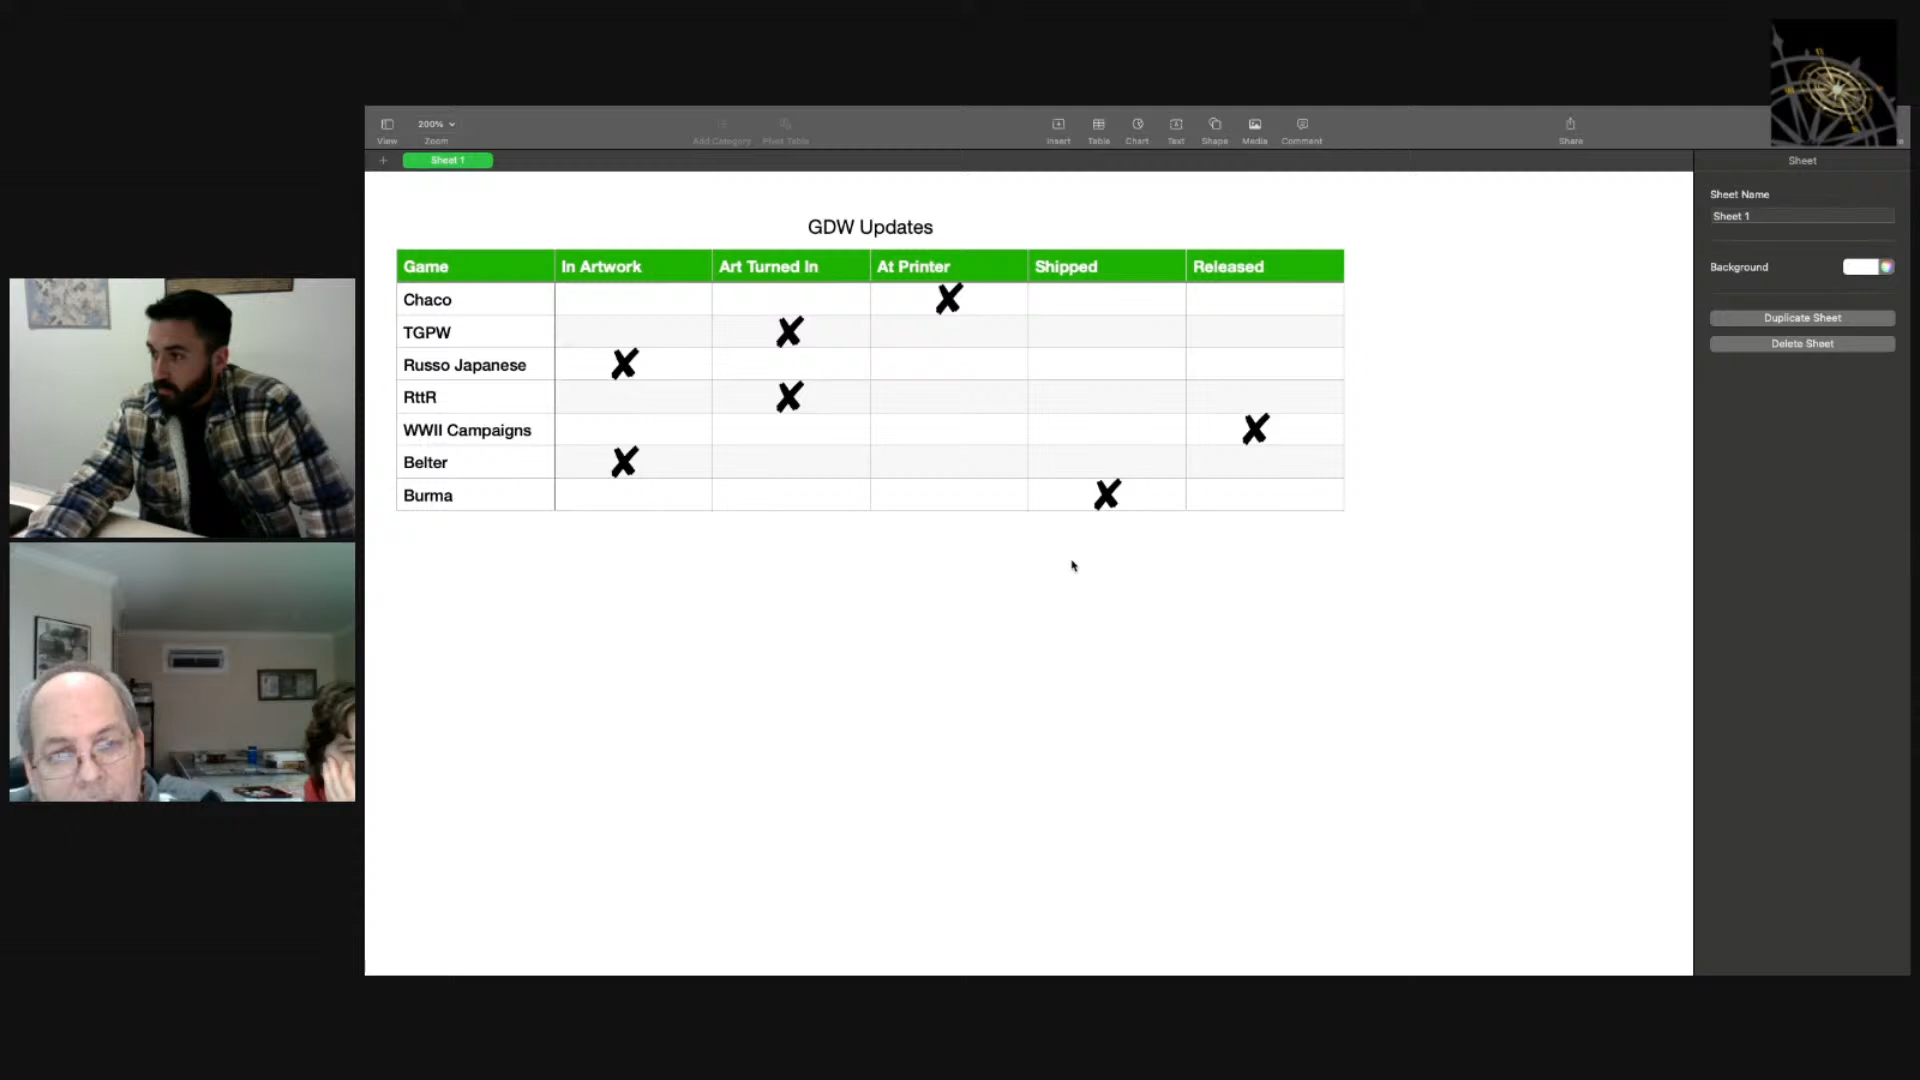 200%
View
Zoom
Add Category
Pivot Table
Insert
Table
Chart
Text
Shape
Media
Comment
Share
Sheet 1
Sheet
Sheet Name
Sheet 1
Background
Duplicate Sheet
Delete Sheet
GDW Updates
Game In Artwork Art Turned In At Printer Shipped Released
Chaco ✗
TGPW ✗
Russo Japanese ✗
RttR ✗
WWII Campaigns ✗
Belter ✗
Burma ✗